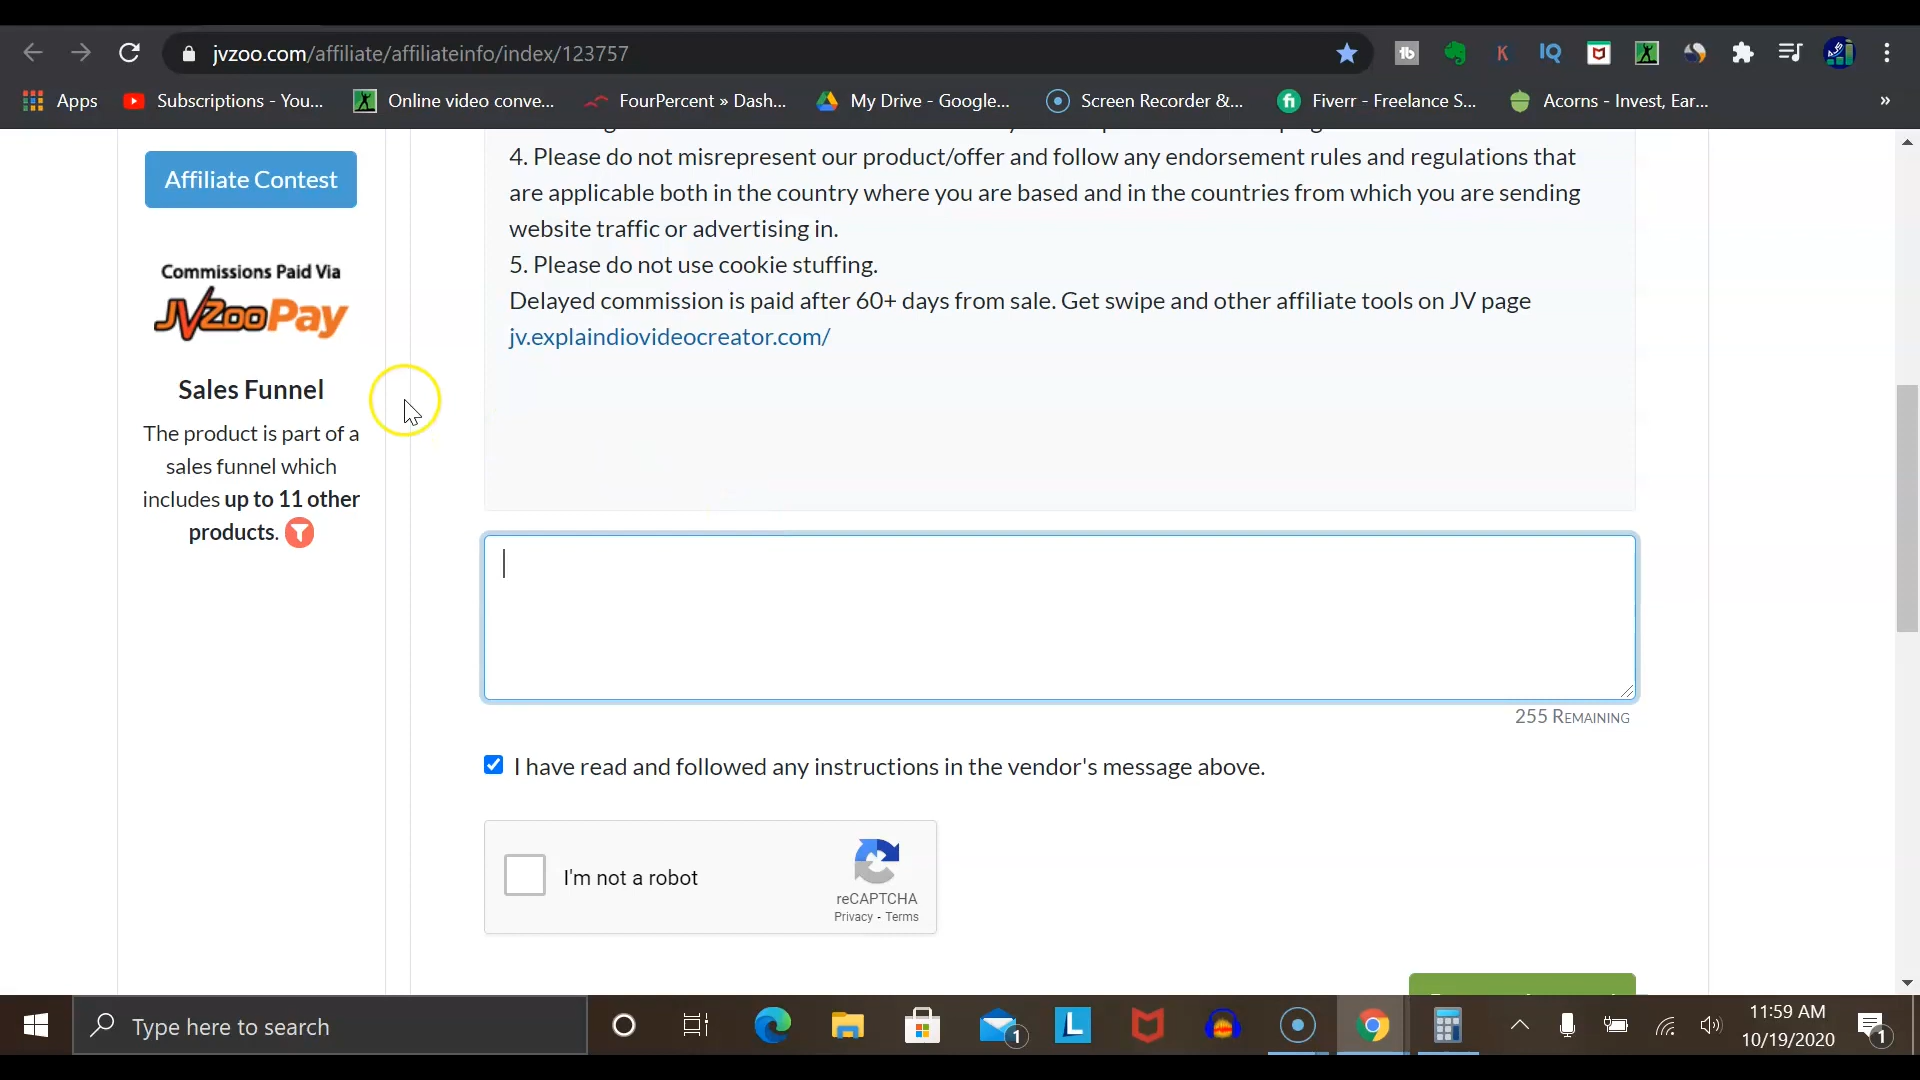 jvzoo.com/affiliate/affiliateinfo/index/123757
Apps
Subscriptions - You...
Online video conve...
FourPercent » Dash...
My Drive - Google...
Screen Recorder &...
Fiverr - Freelance S...
Acorns - Invest, Ear...
»
Affiliate Contest
Commissions Paid Via
JVZooPay
Sales Funnel
The product is part of a
sales funnel which
includes up to 11 other
products.
4. Please do not misrepresent our product/offer and follow any endorsement rules and regulations that
are applicable both in the country where you are based and in the countries from which you are sending
website traffic or advertising in.
5. Please do not use cookie stuffing.
Delayed commission is paid after 60+ days from sale. Get swipe and other affiliate tools on JV page
jv.explaindiovideocreator.com/
255 Remaining
I have read and followed any instructions in the vendor's message above.
I'm not a robot
reCAPTCHA
Privacy - Terms
Type here to search
1
L
11:59 AM
10/19/2020
1
tb
K
IQ